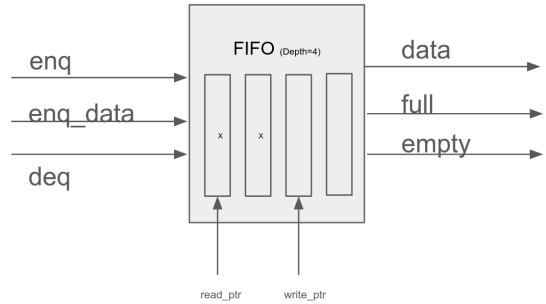 FIFO (Depth=4)
enq
enq_data
deq
x x
data
full
empty
read_ptr write_ptr